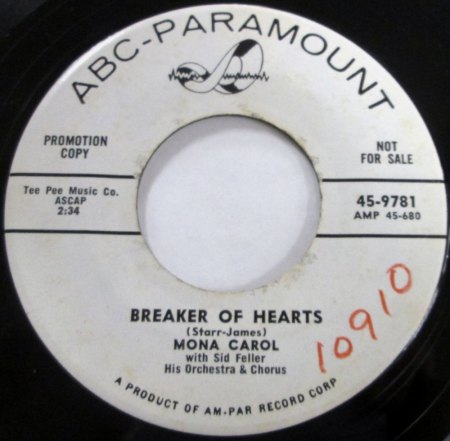 ABC-PARAMOUNT
PROMOTION
COPY
NOT
FOR SALE
Tee Pee Music Co.
ASCAP
2:34
45-9781
AMP 45-680
BREAKER OF HEARTS
(Starr-James)
MONA CAROL
with Sid Feller
His Orchestra & Chorus
10910
A PRODUCT OF AM-PAR RECORD CORP